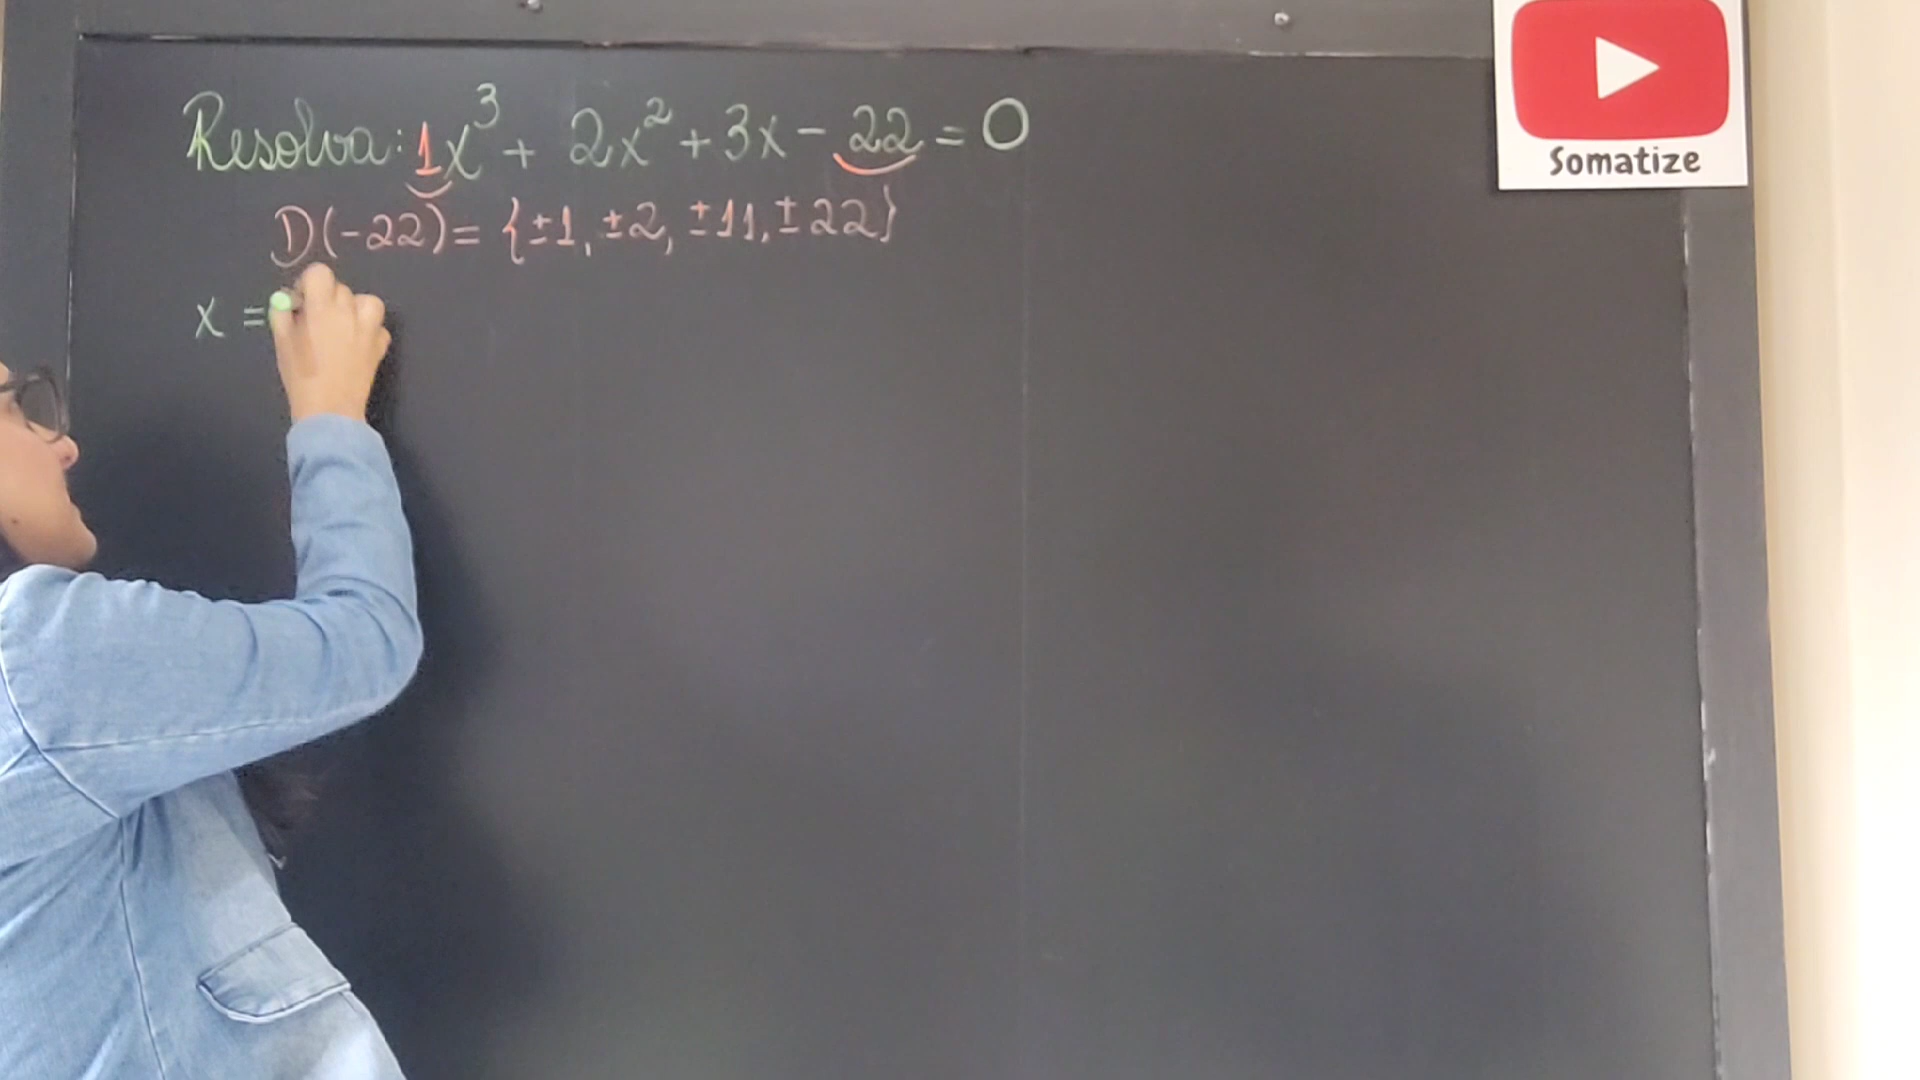 Resolva: 1x³ + 2x² + 3x - 22 = 0
D(-22) = {±1, ±2, ±11, ±22}
x =
Somatize